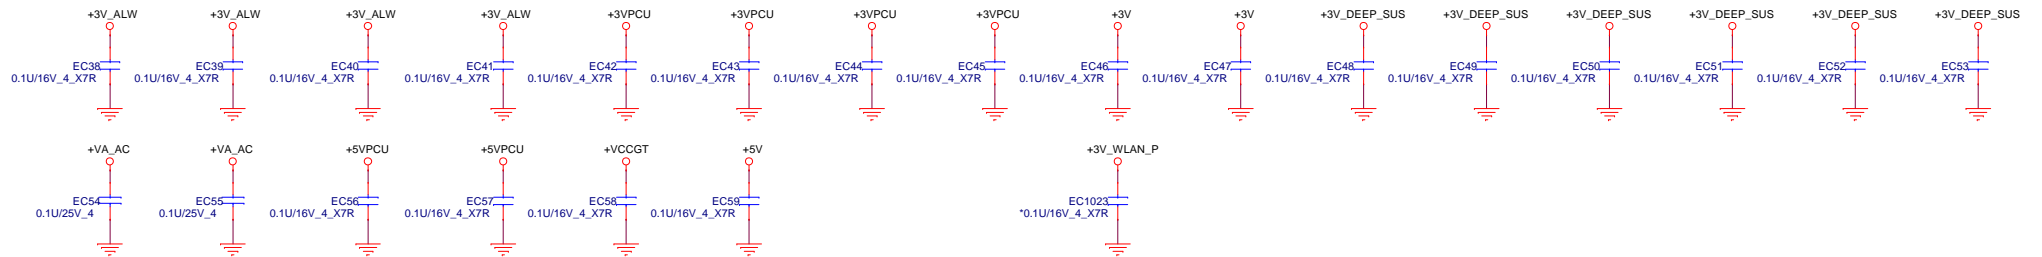 +3V_ALW +3V_ALW +3V_ALW +3V_ALW +3VPCU +3VPCU +3VPCU +3VPCU +3V +3V +3V_DEEP_SUS +3V_DEEP_SUS +3V_DEEP_SUS +3V_DEEP_SUS +3V_DEEP_SUS +3V_DEEP_SUS
EC38 EC39 EC40 EC41 EC42 EC43 EC44 EC45 EC46 EC47 EC48 EC49 EC50 EC51 EC52 EC53
0.1U/16V_4_X7R 0.1U/16V_4_X7R 0.1U/16V_4_X7R 0.1U/16V_4_X7R 0.1U/16V_4_X7R 0.1U/16V_4_X7R 0.1U/16V_4_X7R 0.1U/16V_4_X7R 0.1U/16V_4_X7R 0.1U/16V_4_X7R 0.1U/16V_4_X7R 0.1U/16V_4_X7R 0.1U/16V_4_X7R 0.1U/16V_4_X7R 0.1U/16V_4_X7R 0.1U/16V_4_X7R
+VA_AC +VA_AC +5VPCU +5VPCU +VCCGT +5V +3V_WLAN_P
EC54 EC55 EC56 EC57 EC58 EC59 EC1023
0.1U/25V_4 0.1U/25V_4 0.1U/16V_4_X7R 0.1U/16V_4_X7R 0.1U/16V_4_X7R 0.1U/16V_4_X7R *0.1U/16V_4_X7R